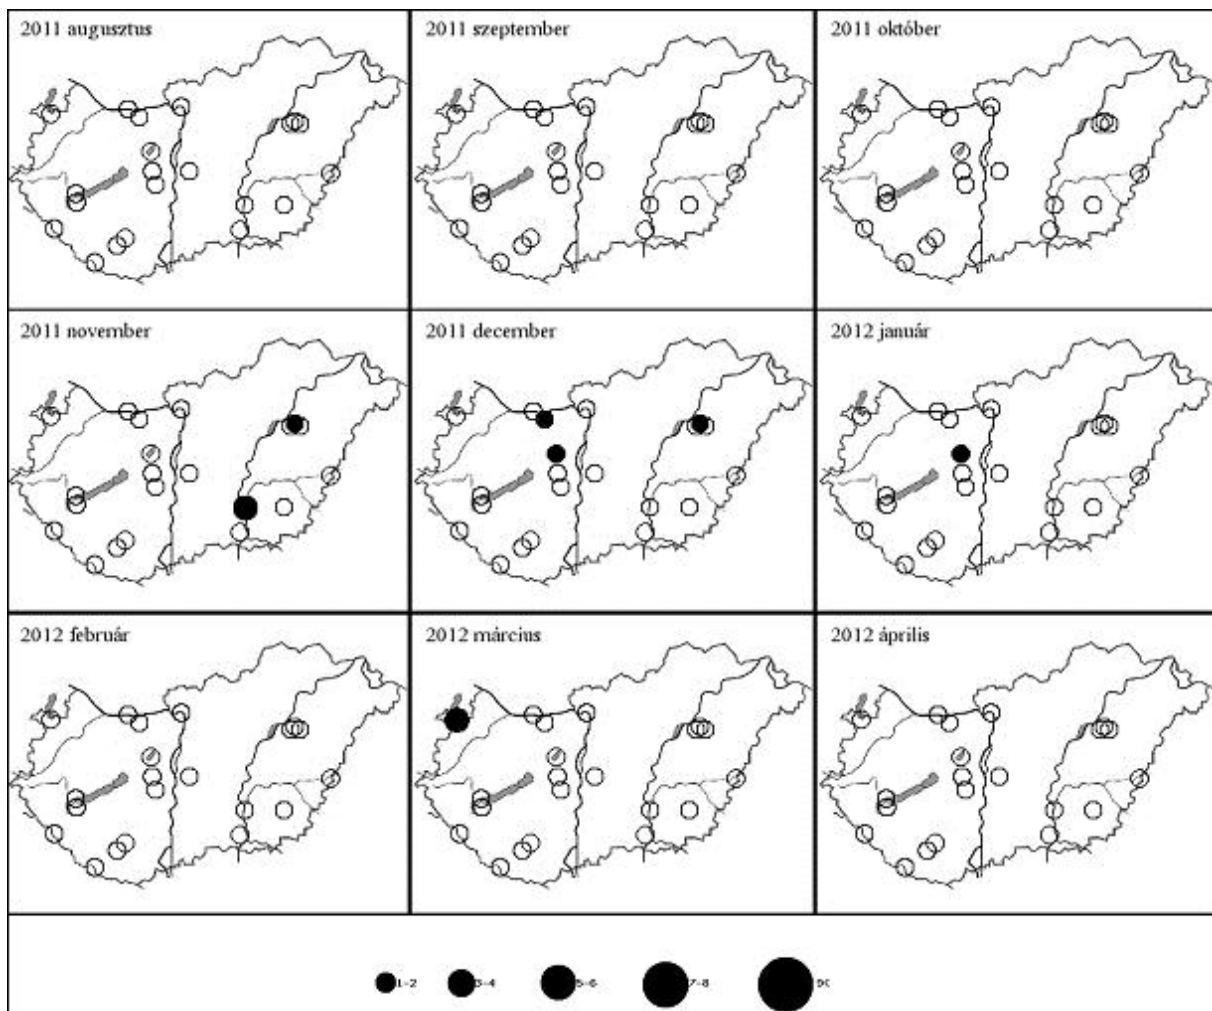 2011 augusztus
2011 szeptember
2011 október
2011 november
2011 december
2012 január
2012 február
2012 március
2012 április
1-2
3-4
5-6
7-8